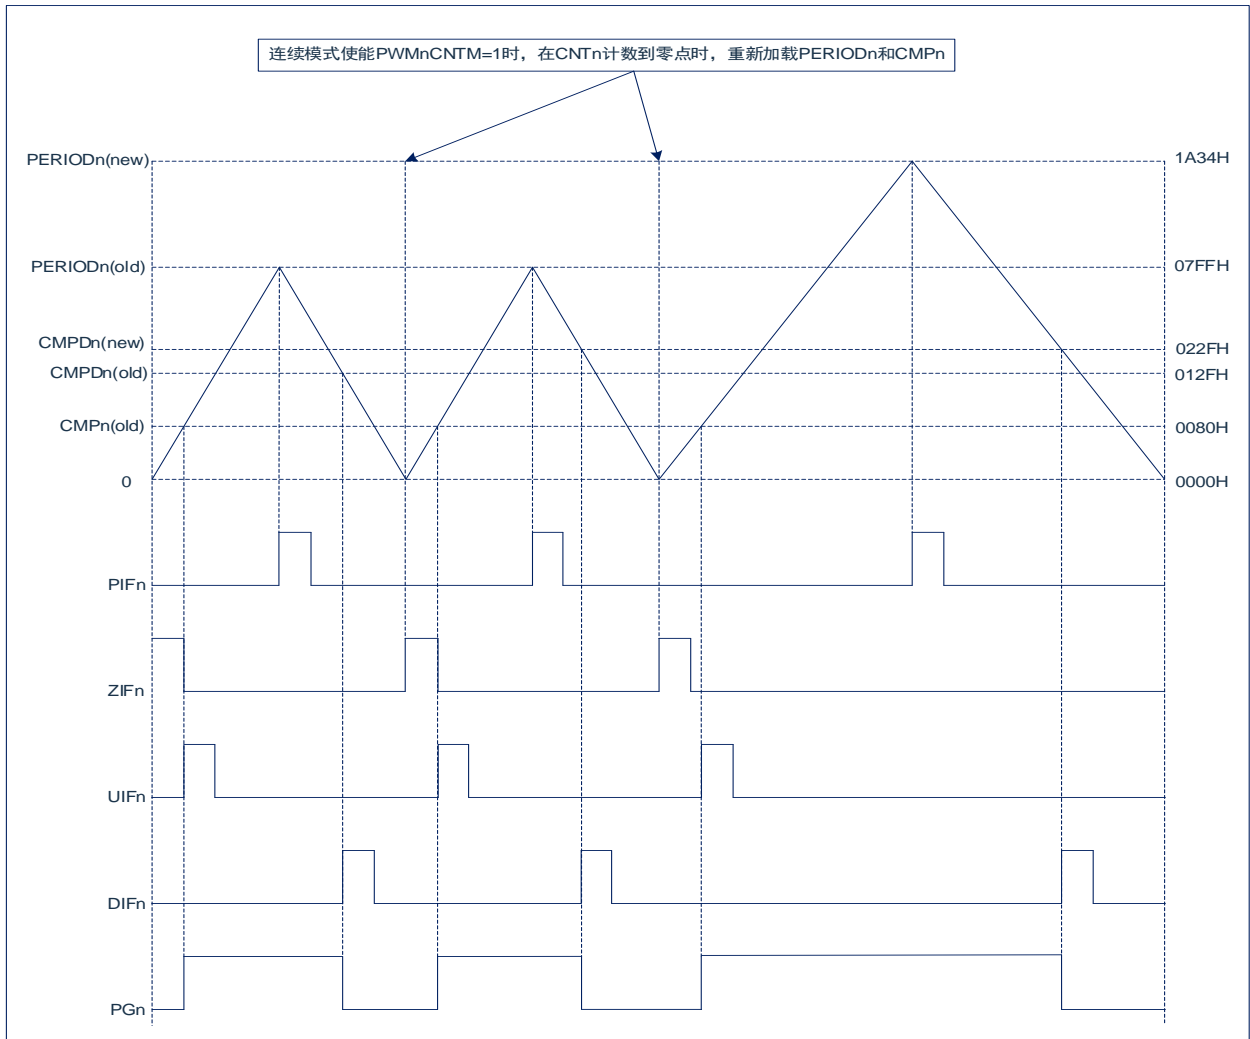 连续模式使能PWMnCNTM=1时，在CNTn计数到零点时，重新加载PERIODn和CMPn
PERIODn(new) 1A34H
PERIODn(old) 07FFH
CMPDn(new) 022FH
CMPDn(old) 012FH
CMPn(old) 0080H
0 0000H
PIFn
ZIFn
UIFn
DIFn
PGn